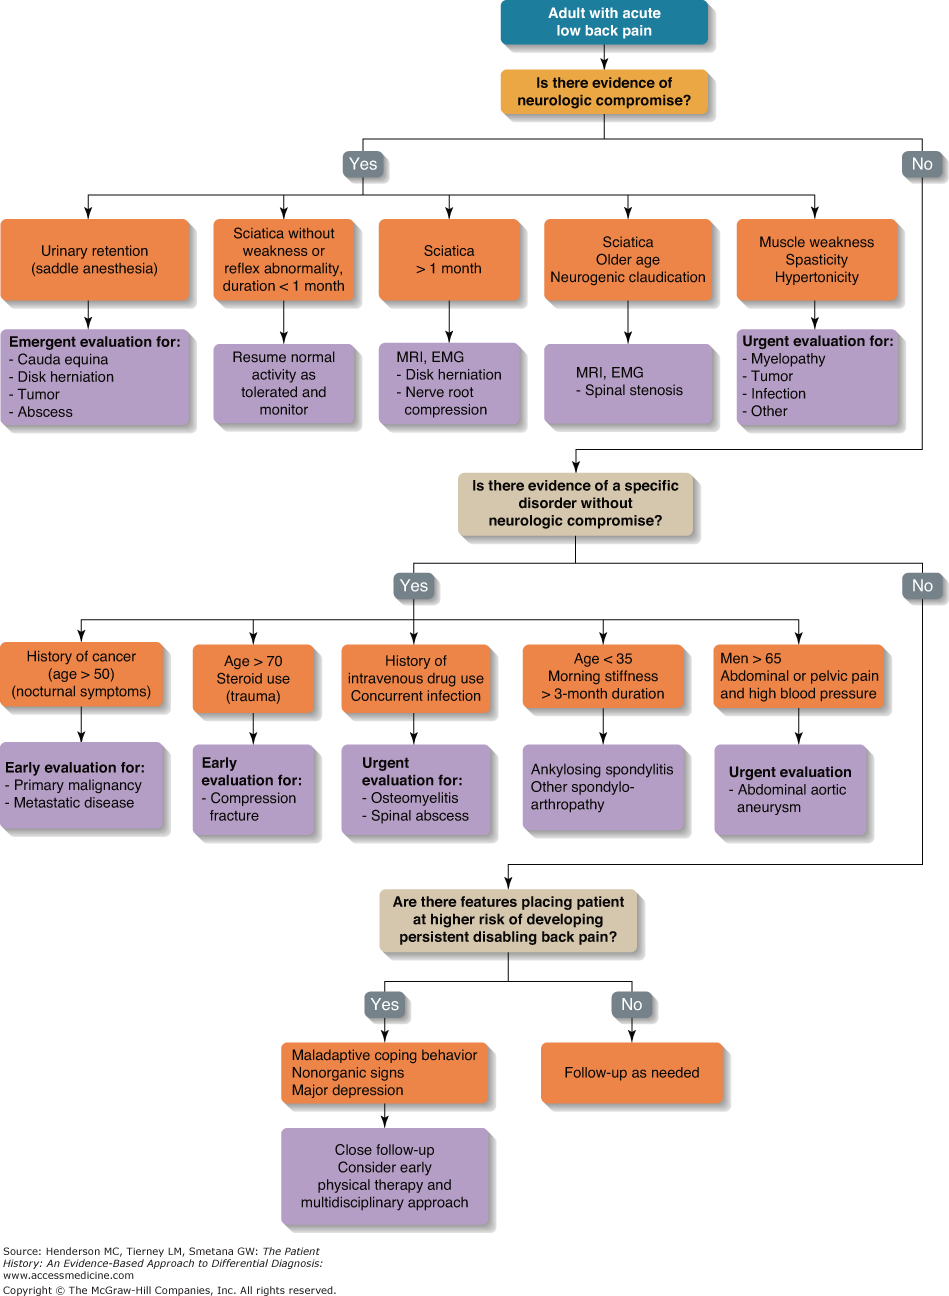 Adult with acute
low back pain
Is there evidence of
neurologic compromise?
Yes
No
Urinary retention
(saddle anesthesia)
Sciatica without
weakness or
reflex abnormality,
duration < 1 month
Sciatica
> 1 month
Sciatica
Older age
Neurogenic claudication
Muscle weakness
Spasticity
Hypertonicity
Emergent evaluation for:
- Cauda equina
- Disk herniation
- Tumor
- Abscess
Resume normal
activity as
tolerated and
monitor
MRI, EMG
- Disk herniation
- Nerve root
compression
MRI, EMG
- Spinal stenosis
Urgent evaluation for:
- Myelopathy
- Tumor
- Infection
- Other
Is there evidence of a specific
disorder without
neurologic compromise?
Yes
No
History of cancer
(age > 50)
(nocturnal symptoms)
Age > 70
Steroid use
(trauma)
History of
intravenous drug use
Concurrent infection
Age < 35
Morning stiffness
> 3-month duration
Men > 65
Abdominal or pelvic pain
and high blood pressure
Early evaluation for:
- Primary malignancy
- Metastatic disease
Early
evaluation for:
- Compression
fracture
Urgent
evaluation for:
- Osteomyelitis
- Spinal abscess
Ankylosing spondylitis
Other spondylo-
arthropathy
Urgent evaluation
- Abdominal aortic
aneurysm
Are there features placing patient
at higher risk of developing
persistent disabling back pain?
Yes
No
Maladaptive coping behavior
Nonorganic signs
Major depression
Follow-up as needed
Close follow-up
Consider early
physical therapy and
multidisciplinary approach
Source: Henderson MC, Tierney LM, Smetana GW: The Patient
History: An Evidence-Based Approach to Differential Diagnosis:
www.accessmedicine.com
Copyright © The McGraw-Hill Companies, Inc. All rights reserved.